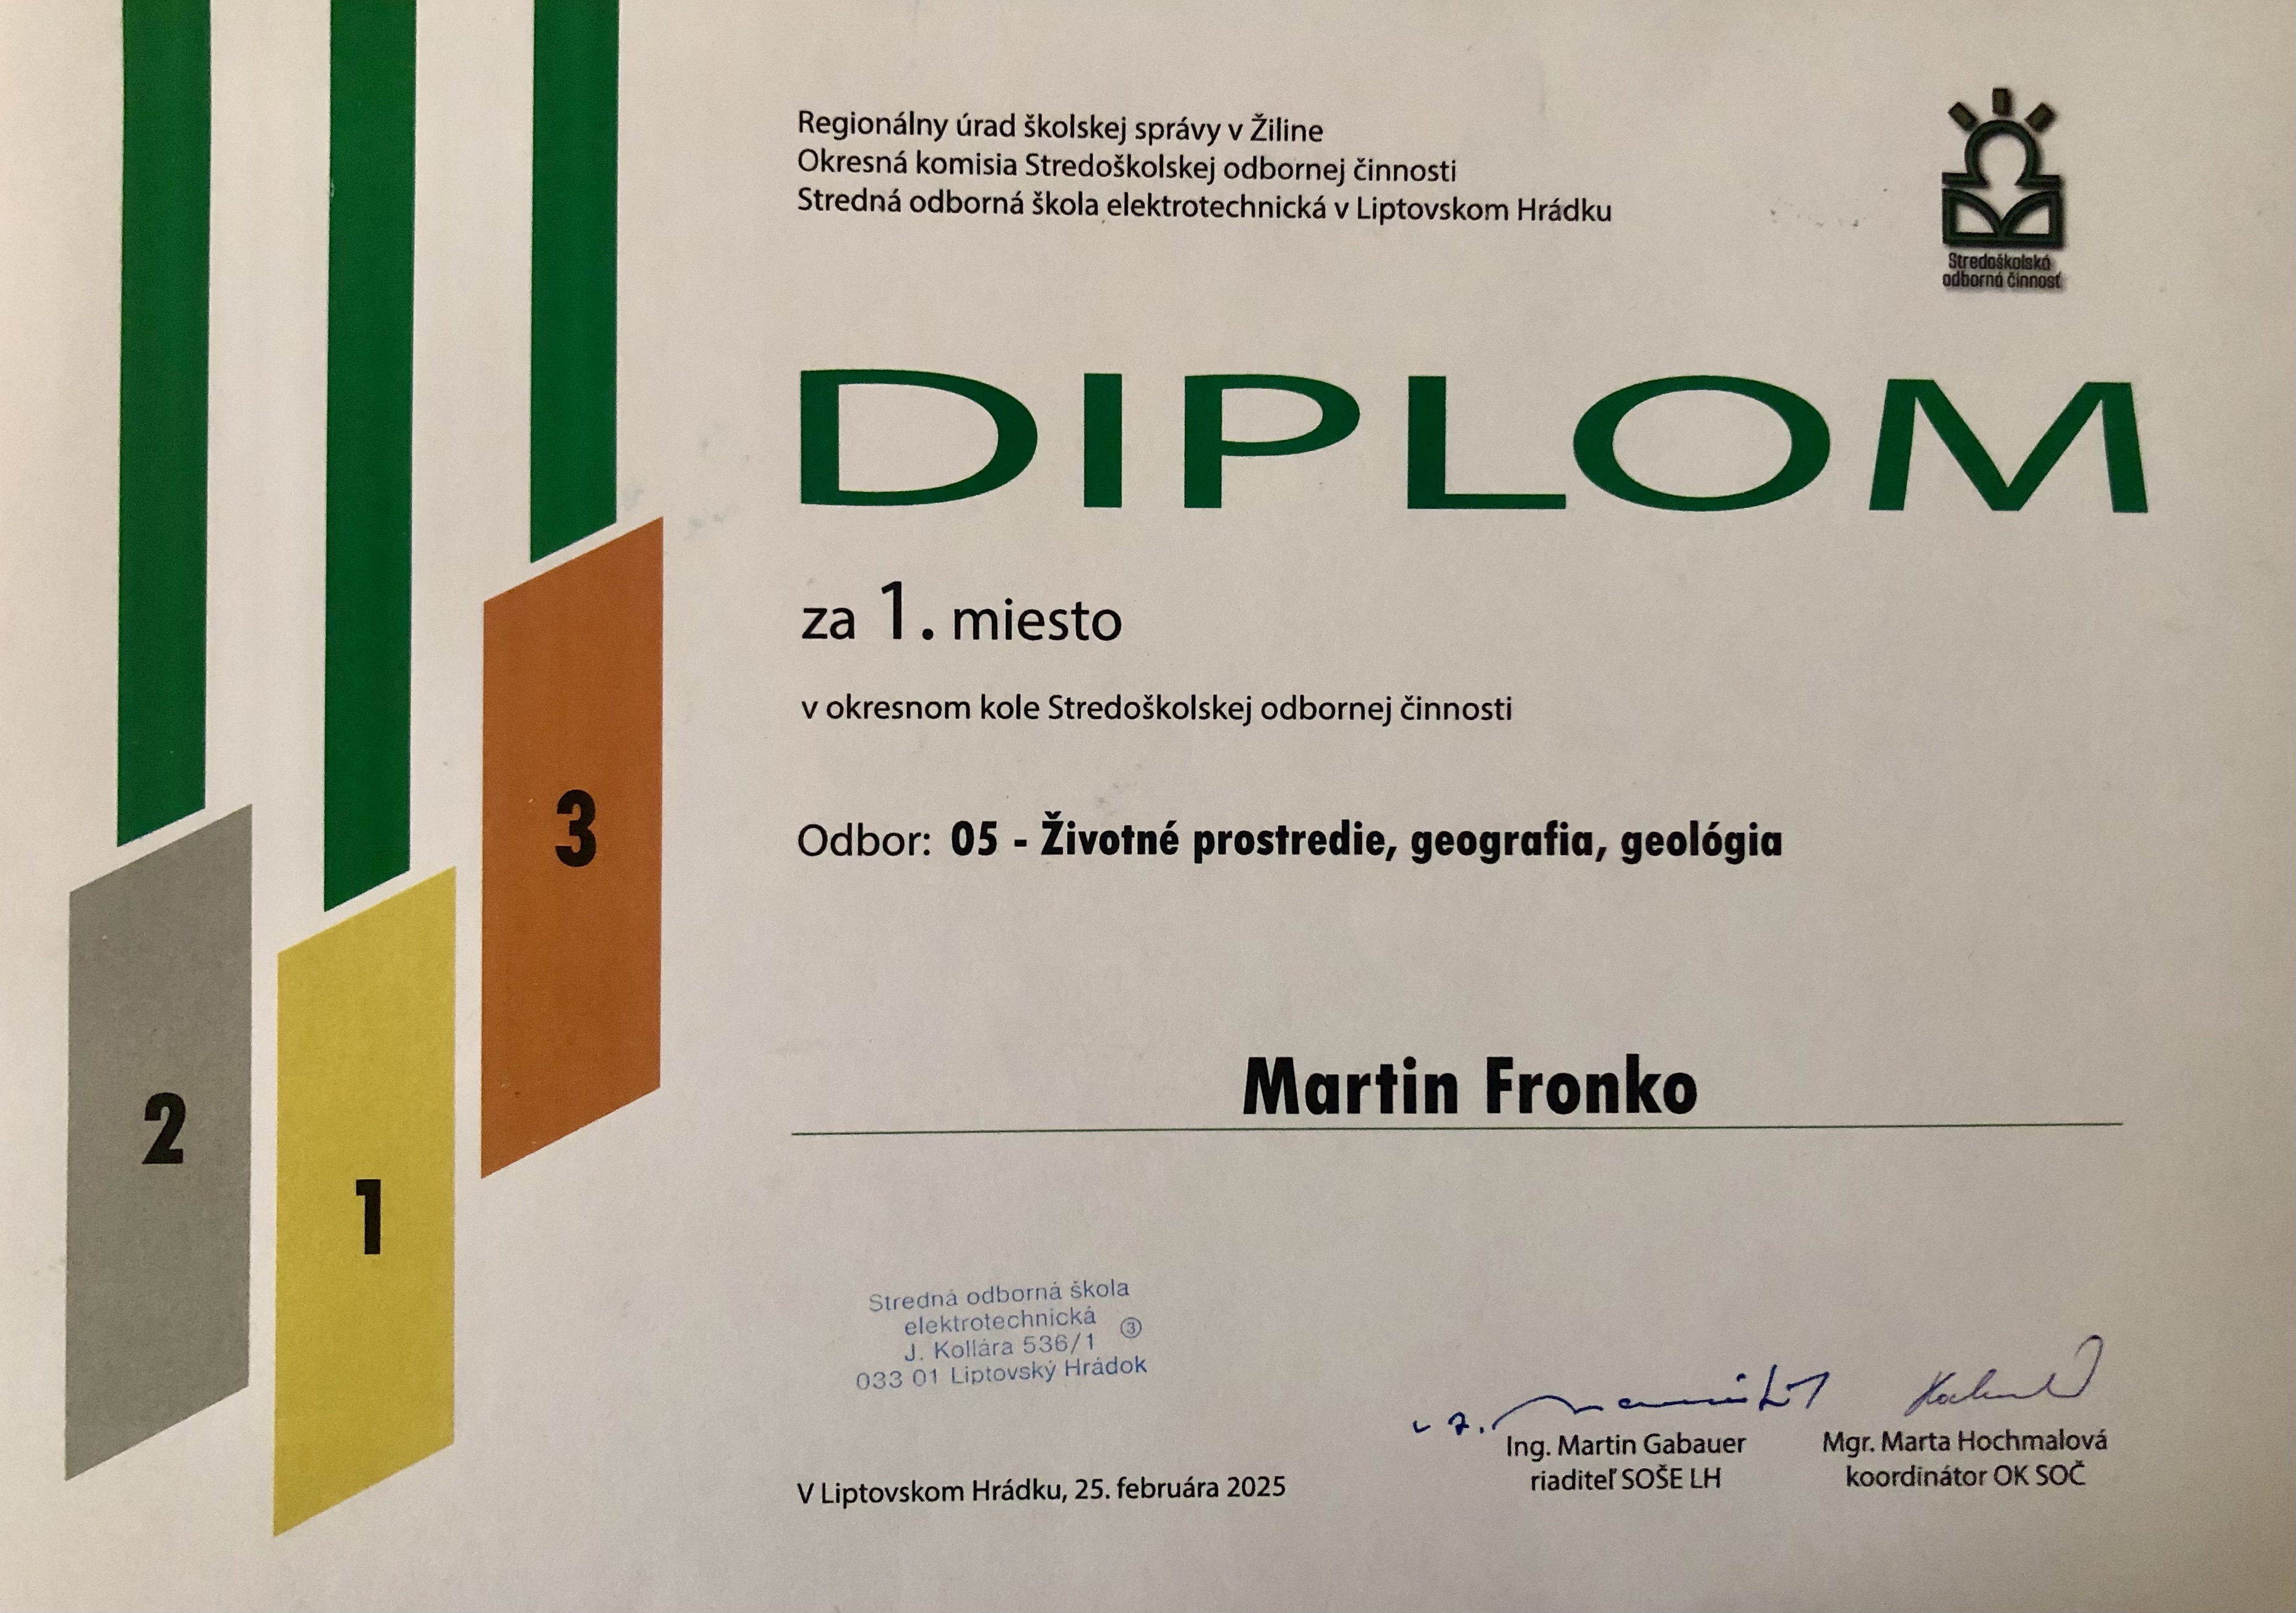 Regionálny úrad školskej správy v Žiline
Okresná komisia Stredoškolskej odbornej činnosti
Stredná odborná škola elektrotechnická v Liptovskom Hrádku
Stredoškolská
odborná činnosť
DIPLOM
za 1. miesto
v okresnom kole Stredoškolskej odbornej činnosti
Odbor: 05 - Životné prostredie, geografia, geológia
3
2
1
Martin Fronko
Stredná odborná škola
elektrotechnická
J. Kollára 536/1 3
033 01 Liptovský Hrádok
Ing. Martin Gabauer
riaditeľ SOŠE LH
Mgr. Marta Hochmalová
koordinátor OK SOČ
V Liptovskom Hrádku, 25. februára 2025